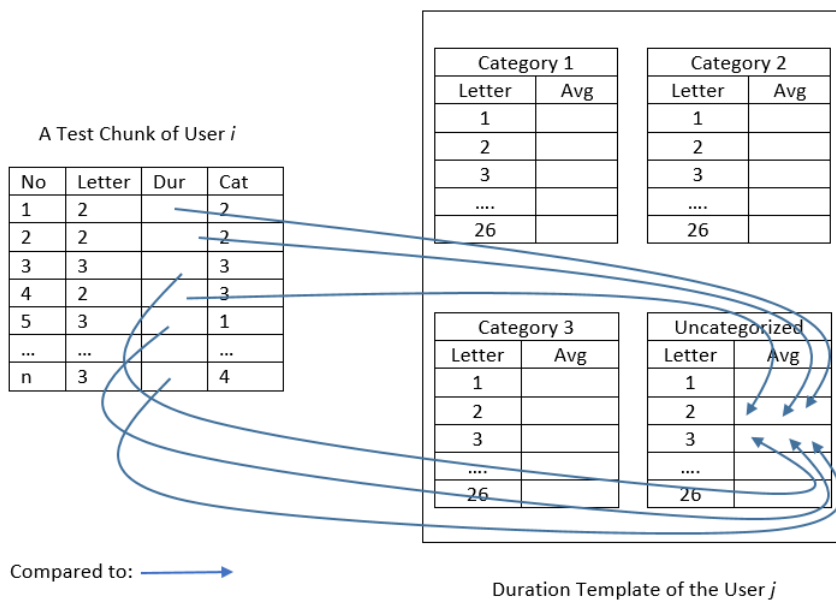 A Test Chunk of User i
No Letter Dur Cat
1 2 2
2 2 2
3 3 3
4 2 3
5 3 1
... ... ...
n 3 4
Category 1
Letter Avg
1
2
3
....
26
Category 2
Letter Avg
1
2
3
....
26
Category 3
Letter Avg
1
2
3
....
26
Uncategorized
Letter Avg
1
2
3
....
26
Compared to:
Duration Template of the User j